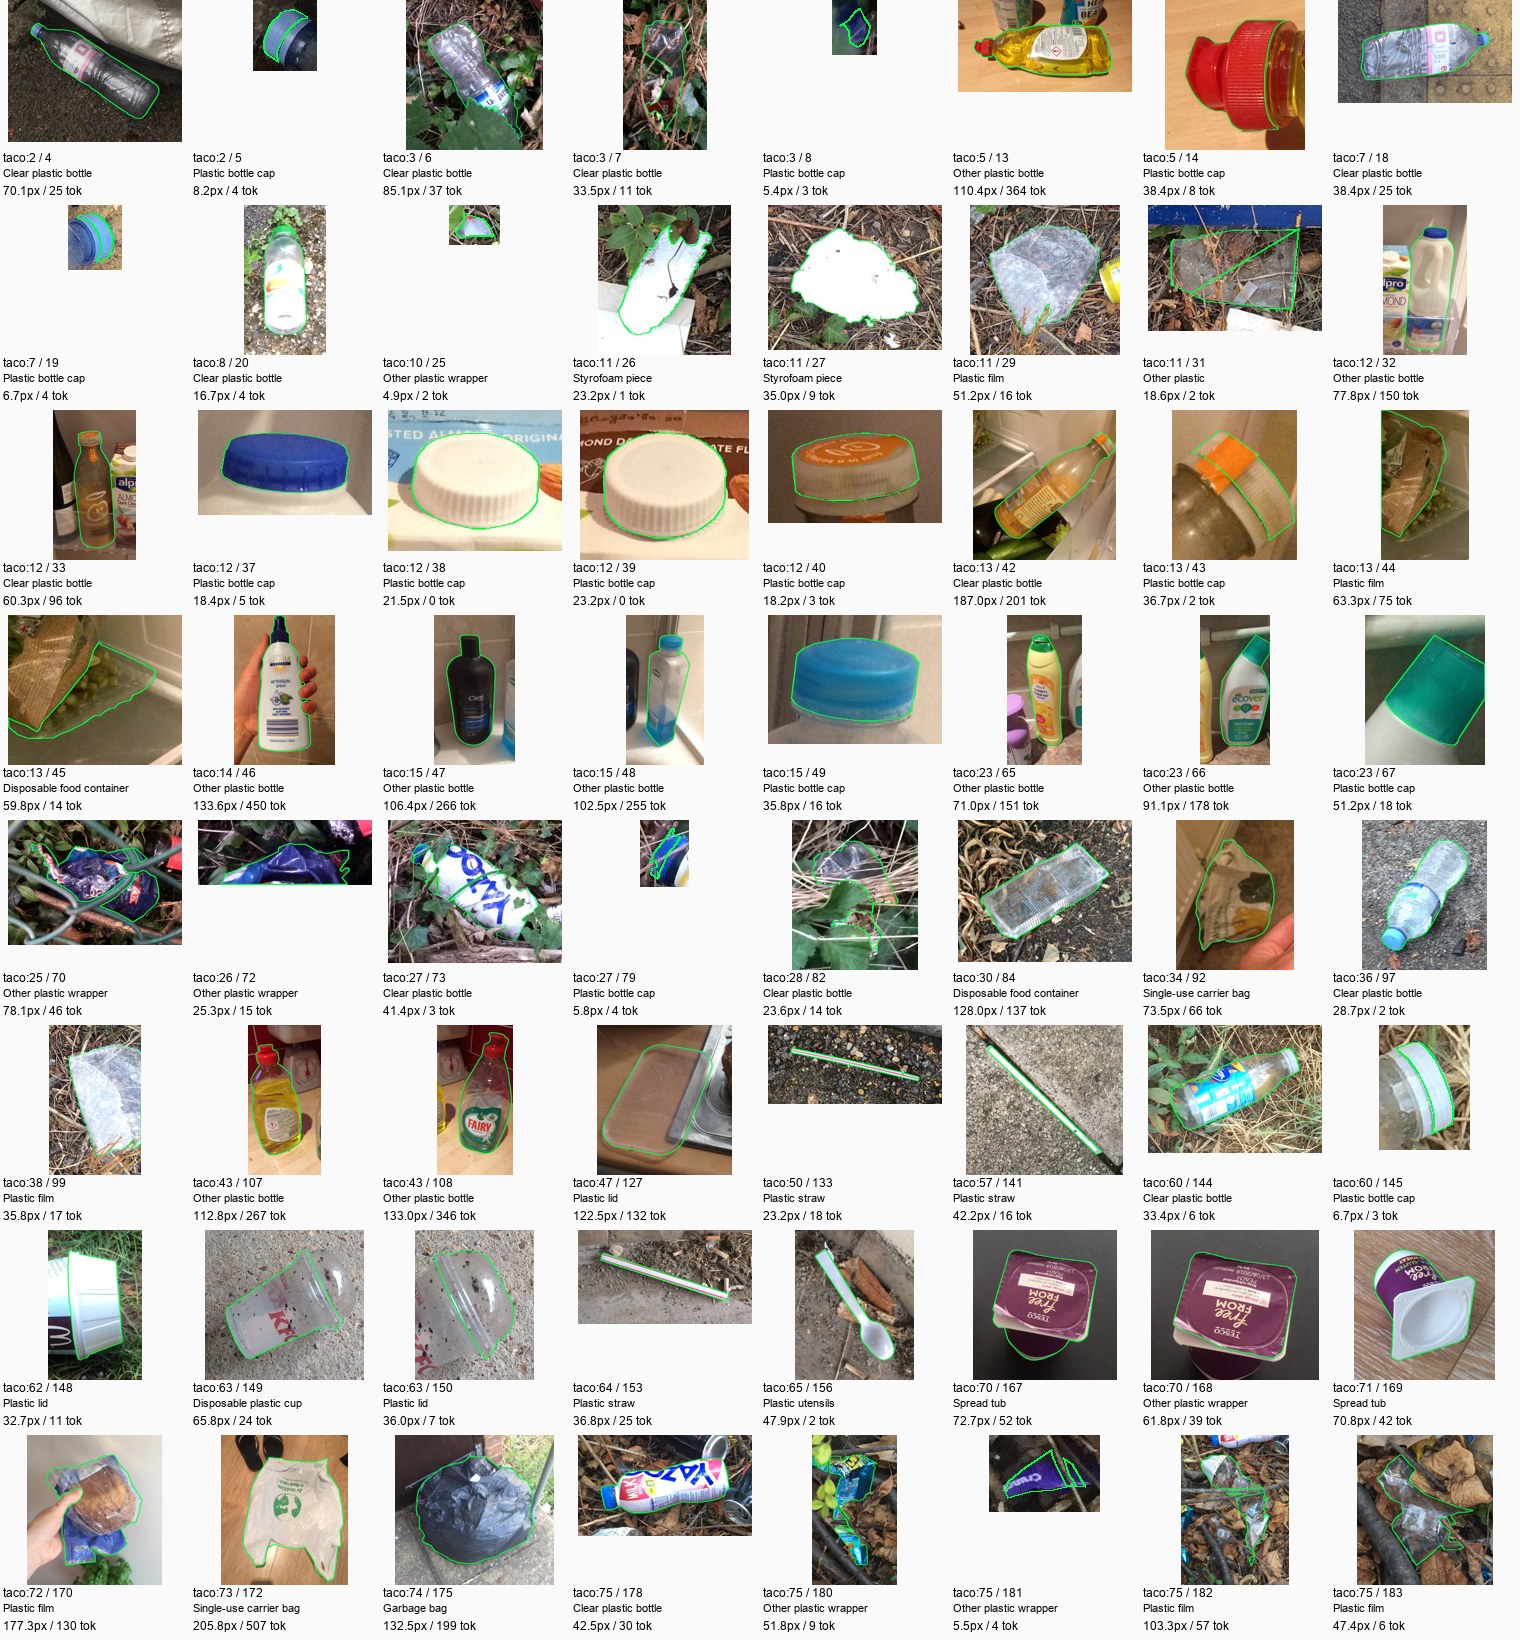 taco:2 / 4
Clear plastic bottle
70.1px / 25 tok
taco:2 / 5
Plastic bottle cap
8.2px / 4 tok
taco:3 / 6
Clear plastic bottle
85.1px / 37 tok
taco:3 / 7
Clear plastic bottle
33.5px / 11 tok
taco:3 / 8
Plastic bottle cap
5.4px / 3 tok
taco:5 / 13
Other plastic bottle
110.4px / 364 tok
taco:5 / 14
Plastic bottle cap
38.4px / 8 tok
taco:7 / 18
Clear plastic bottle
38.4px / 25 tok
taco:7 / 19
Plastic bottle cap
6.7px / 4 tok
taco:8 / 20
Clear plastic bottle
16.7px / 4 tok
taco:10 / 25
Other plastic wrapper
4.9px / 2 tok
taco:11 / 26
Styrofoam piece
23.2px / 1 tok
taco:11 / 27
Styrofoam piece
35.0px / 9 tok
taco:11 / 29
Plastic film
51.2px / 16 tok
taco:11 / 31
Other plastic
18.6px / 2 tok
taco:12 / 32
Other plastic bottle
77.8px / 150 tok
taco:12 / 33
Clear plastic bottle
60.3px / 96 tok
taco:12 / 37
Plastic bottle cap
18.4px / 5 tok
taco:12 / 38
Plastic bottle cap
21.5px / 0 tok
taco:12 / 39
Plastic bottle cap
23.2px / 0 tok
taco:12 / 40
Plastic bottle cap
18.2px / 3 tok
taco:13 / 42
Clear plastic bottle
187.0px / 201 tok
taco:13 / 43
Plastic bottle cap
36.7px / 2 tok
taco:13 / 44
Plastic film
63.3px / 75 tok
taco:13 / 45
Disposable food container
59.8px / 14 tok
taco:14 / 46
Other plastic bottle
133.6px / 450 tok
taco:15 / 47
Other plastic bottle
106.4px / 266 tok
taco:15 / 48
Other plastic bottle
102.5px / 255 tok
taco:15 / 49
Plastic bottle cap
35.8px / 16 tok
taco:23 / 65
Other plastic bottle
71.0px / 151 tok
taco:23 / 66
Other plastic bottle
91.1px / 178 tok
taco:23 / 67
Plastic bottle cap
51.2px / 18 tok
taco:25 / 70
Other plastic wrapper
78.1px / 46 tok
taco:26 / 72
Other plastic wrapper
25.3px / 15 tok
taco:27 / 73
Clear plastic bottle
41.4px / 3 tok
taco:27 / 79
Plastic bottle cap
5.8px / 4 tok
taco:28 / 82
Clear plastic bottle
23.6px / 14 tok
taco:30 / 84
Disposable food container
128.0px / 137 tok
taco:34 / 92
Single-use carrier bag
73.5px / 66 tok
taco:36 / 97
Clear plastic bottle
28.7px / 2 tok
taco:38 / 99
Plastic film
35.8px / 17 tok
taco:43 / 107
Other plastic bottle
112.8px / 267 tok
taco:43 / 108
Other plastic bottle
133.0px / 346 tok
taco:47 / 127
Plastic lid
122.5px / 132 tok
taco:50 / 133
Plastic straw
23.2px / 18 tok
taco:57 / 141
Plastic straw
42.2px / 16 tok
taco:60 / 144
Clear plastic bottle
33.4px / 6 tok
taco:60 / 145
Plastic bottle cap
6.7px / 3 tok
taco:62 / 148
Plastic lid
32.7px / 11 tok
taco:63 / 149
Disposable plastic cup
65.8px / 24 tok
taco:63 / 150
Plastic lid
36.0px / 7 tok
taco:64 / 153
Plastic straw
36.8px / 25 tok
taco:65 / 156
Plastic utensils
47.9px / 2 tok
taco:70 / 167
Spread tub
72.7px / 52 tok
taco:70 / 168
Other plastic wrapper
61.8px / 39 tok
taco:71 / 169
Spread tub
70.8px / 42 tok
taco:72 / 170
Plastic film
177.3px / 130 tok
taco:73 / 172
Single-use carrier bag
205.8px / 507 tok
taco:74 / 175
Garbage bag
132.5px / 199 tok
taco:75 / 178
Clear plastic bottle
42.5px / 30 tok
taco:75 / 180
Other plastic wrapper
51.8px / 9 tok
taco:75 / 181
Other plastic wrapper
5.5px / 4 tok
taco:75 / 182
Plastic film
103.3px / 57 tok
taco:75 / 183
Plastic film
47.4px / 6 tok